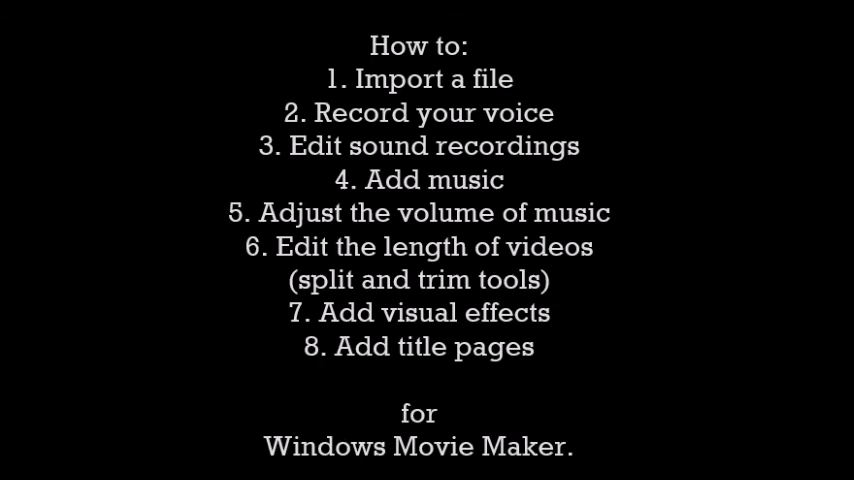 How to:
1. Import a file
2. Record your voice
3. Edit sound recordings
4. Add music
5. Adjust the volume of music
6. Edit the length of videos
(split and trim tools)
7. Add visual effects
8. Add title pages
for
Windows Movie Maker.